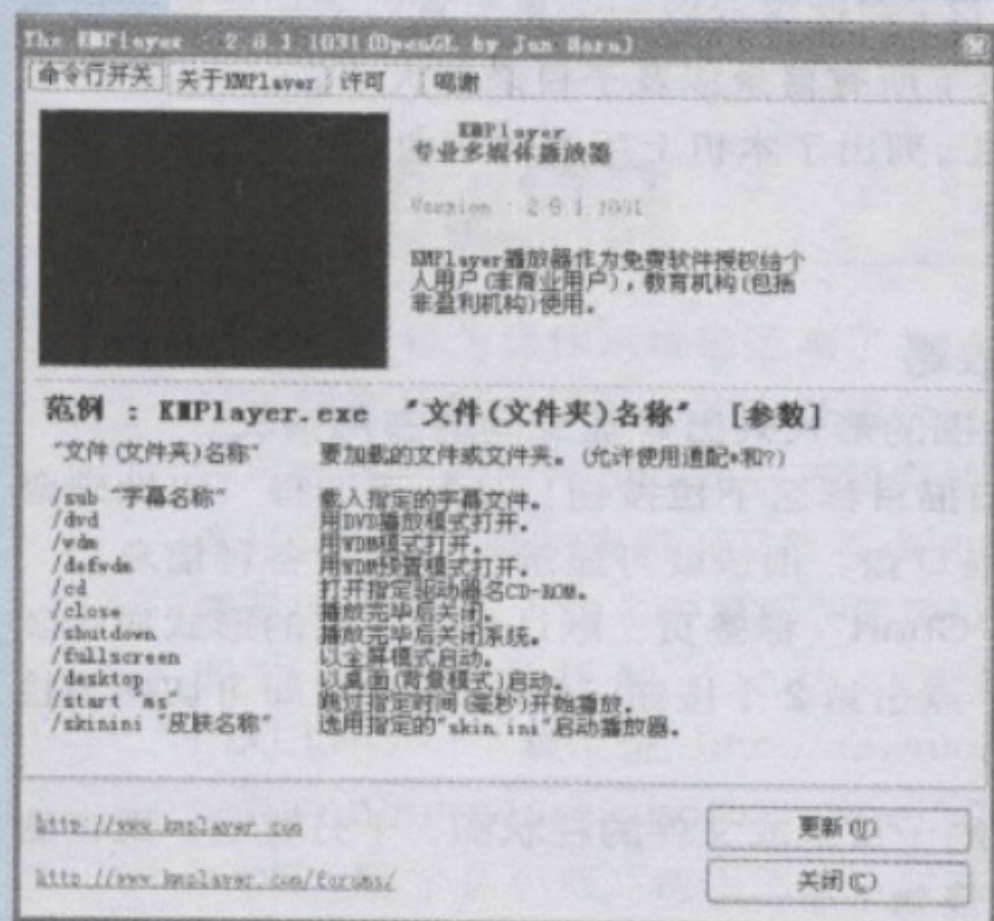 The KMPlayer : 2.9.1.1031(OpenGL by Jan Horn)
命令行开关 关于KMPlayer 许可 鸣谢
KMPlayer
专业多媒体播放器
Version : 2.9.1.1031
KMPlayer播放器作为免费软件授权给个
人用户(非商业用户),教育机构(包括
非盈利机构)使用。
范例 : KMPlayer.exe "文件(文件夹)名称" [参数]
"文件(文件夹)名称" 要加载的文件或文件夹。(允许使用通配*和?)
/sub "字幕名称" 载入指定的字幕文件。
/dvd 用DVD播放模式打开。
/wdm 用WDM模式打开。
/defwdm 用WDM预置模式打开。
/cd 打开指定驱动器名CD-ROM。
/close 播放完毕后关闭。
/shutdown 播放完毕后关闭系统。
/fullscreen 以全屏模式启动。
/desktop 以桌面(背景模式)启动。
/start "ms" 跳过指定时间(毫秒)开始播放。
/skinini "皮肤名称" 选用指定的"skin.ini"启动播放器。
http://www.kmplayer.com
更新(U)
http://www.kmplayer.com/forums/
关闭(C)